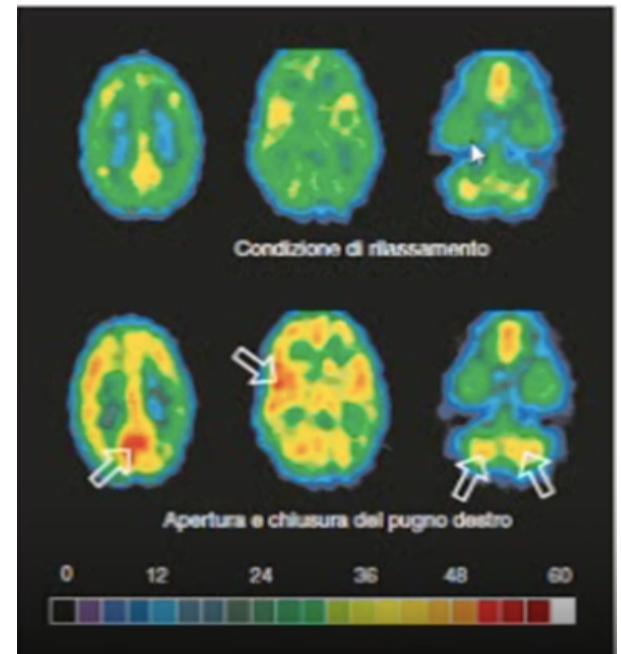 Condizione di rilassamento
Apertura e chiusura del pugno destro
0 12 24 36 48 60